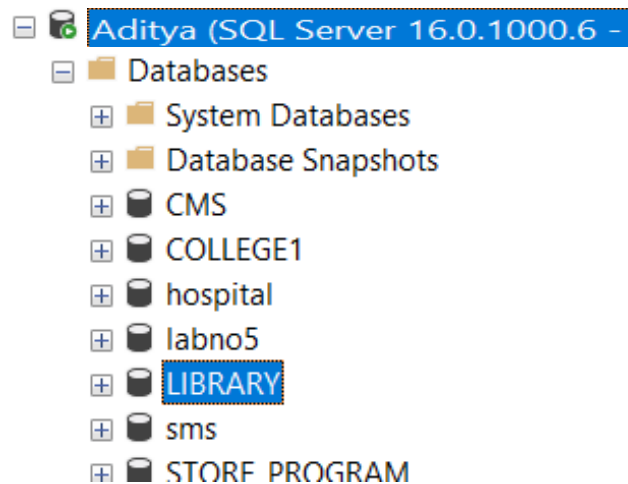 Aditya (SQL Server 16.0.1000.6 -
Databases
System Databases
Database Snapshots
CMS
COLLEGE1
hospital
labno5
LIBRARY
sms
STORE_PROGRAM